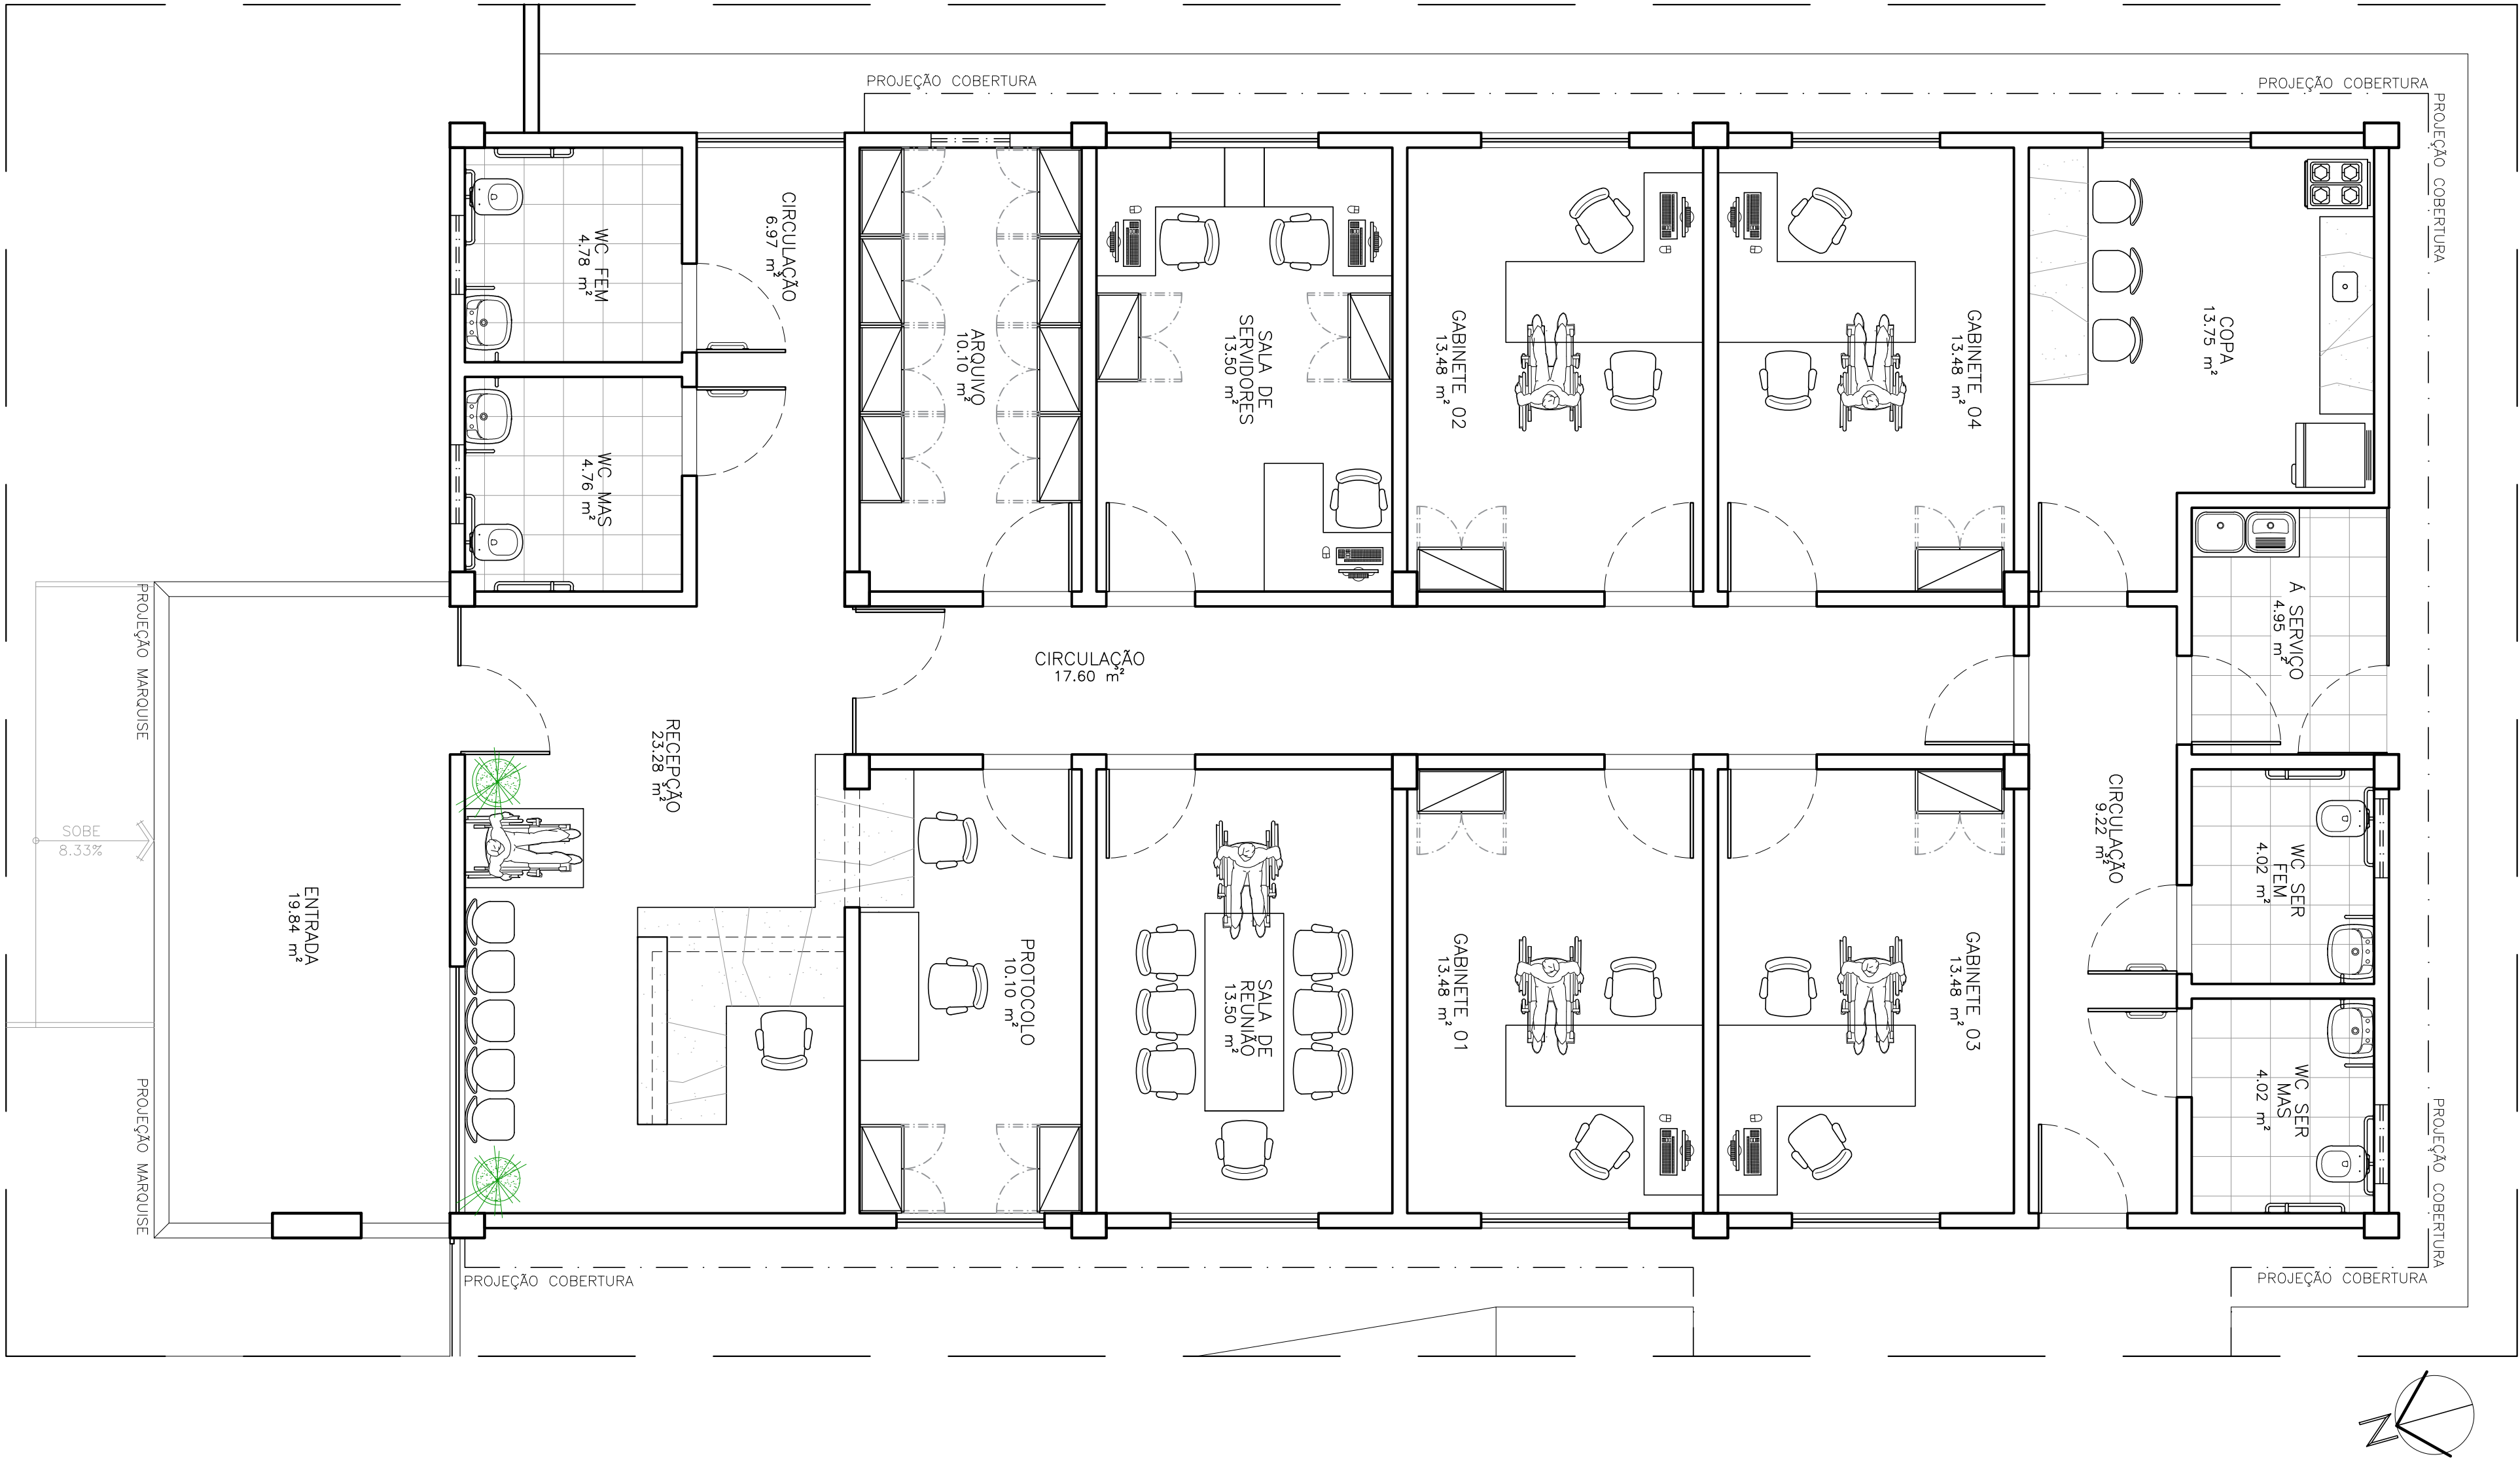 PROJEÇÃO COBERTURA
PROJEÇÃO COBERTURA
PROJEÇÃO COBERTURA
WC FEM
4.78 m²
CIRCULAÇÃO
6.97 m²
ARQUIVO
10.10 m²
SALA DE
SERVIDORES
13.50 m²
GABINETE 02
13.48 m²
GABINETE 04
13.48 m²
COPA
13.75 m²
WC MAS
4.76 m²
Á SERVIÇO
4.95 m²
PROJEÇÃO MARQUISE
CIRCULAÇÃO
17.60 m²
RECEPÇÃO
23.28 m²
SOBE
8.33%
ENTRADA
19.84 m²
PROTOCOLO
10.10 m²
SALA DE
REUNIÃO
13.50 m²
GABINETE 01
13.48 m²
GABINETE 03
13.48 m²
CIRCULAÇÃO
9.22 m²
WC SER
FEM
4.02 m²
WC SER
MAS
4.02 m²
PROJEÇÃO MARQUISE
PROJEÇÃO COBERTURA
PROJEÇÃO COBERTURA
PROJEÇÃO COBERTURA
N